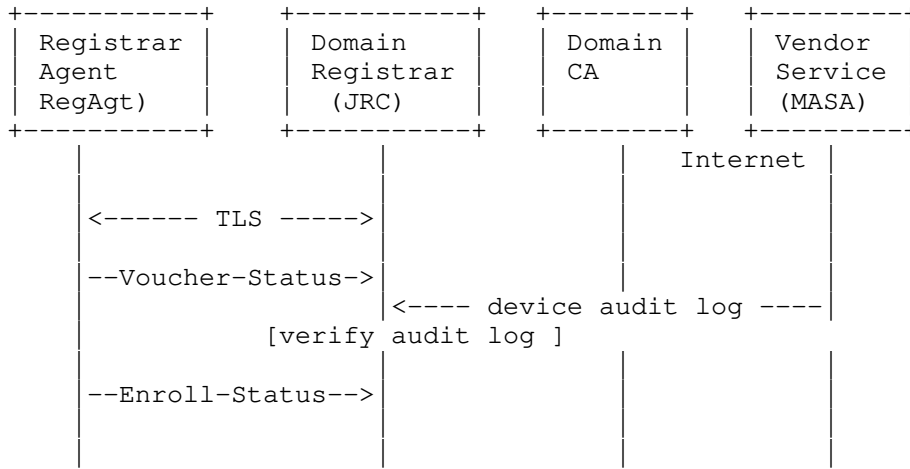 Registrar Domain Domain Vendor
Agent Registrar CA Service
RegAgt) (JRC) (MASA)
Internet
<------ TLS ----->
--Voucher-Status->
<---- device audit log ----
[verify audit log ]
--Enroll-Status-->